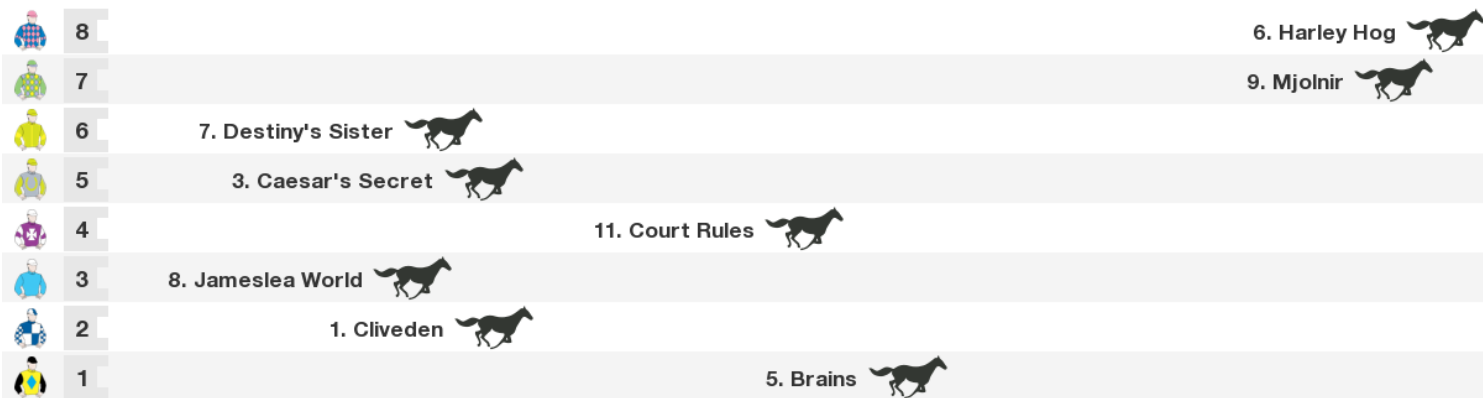 8 6. Harley Hog
7 9. Mjolnir
6 7. Destiny's Sister
5 3. Caesar's Secret
4 11. Court Rules
3 8. Jameslea World
2 1. Cliveden
1 5. Brains